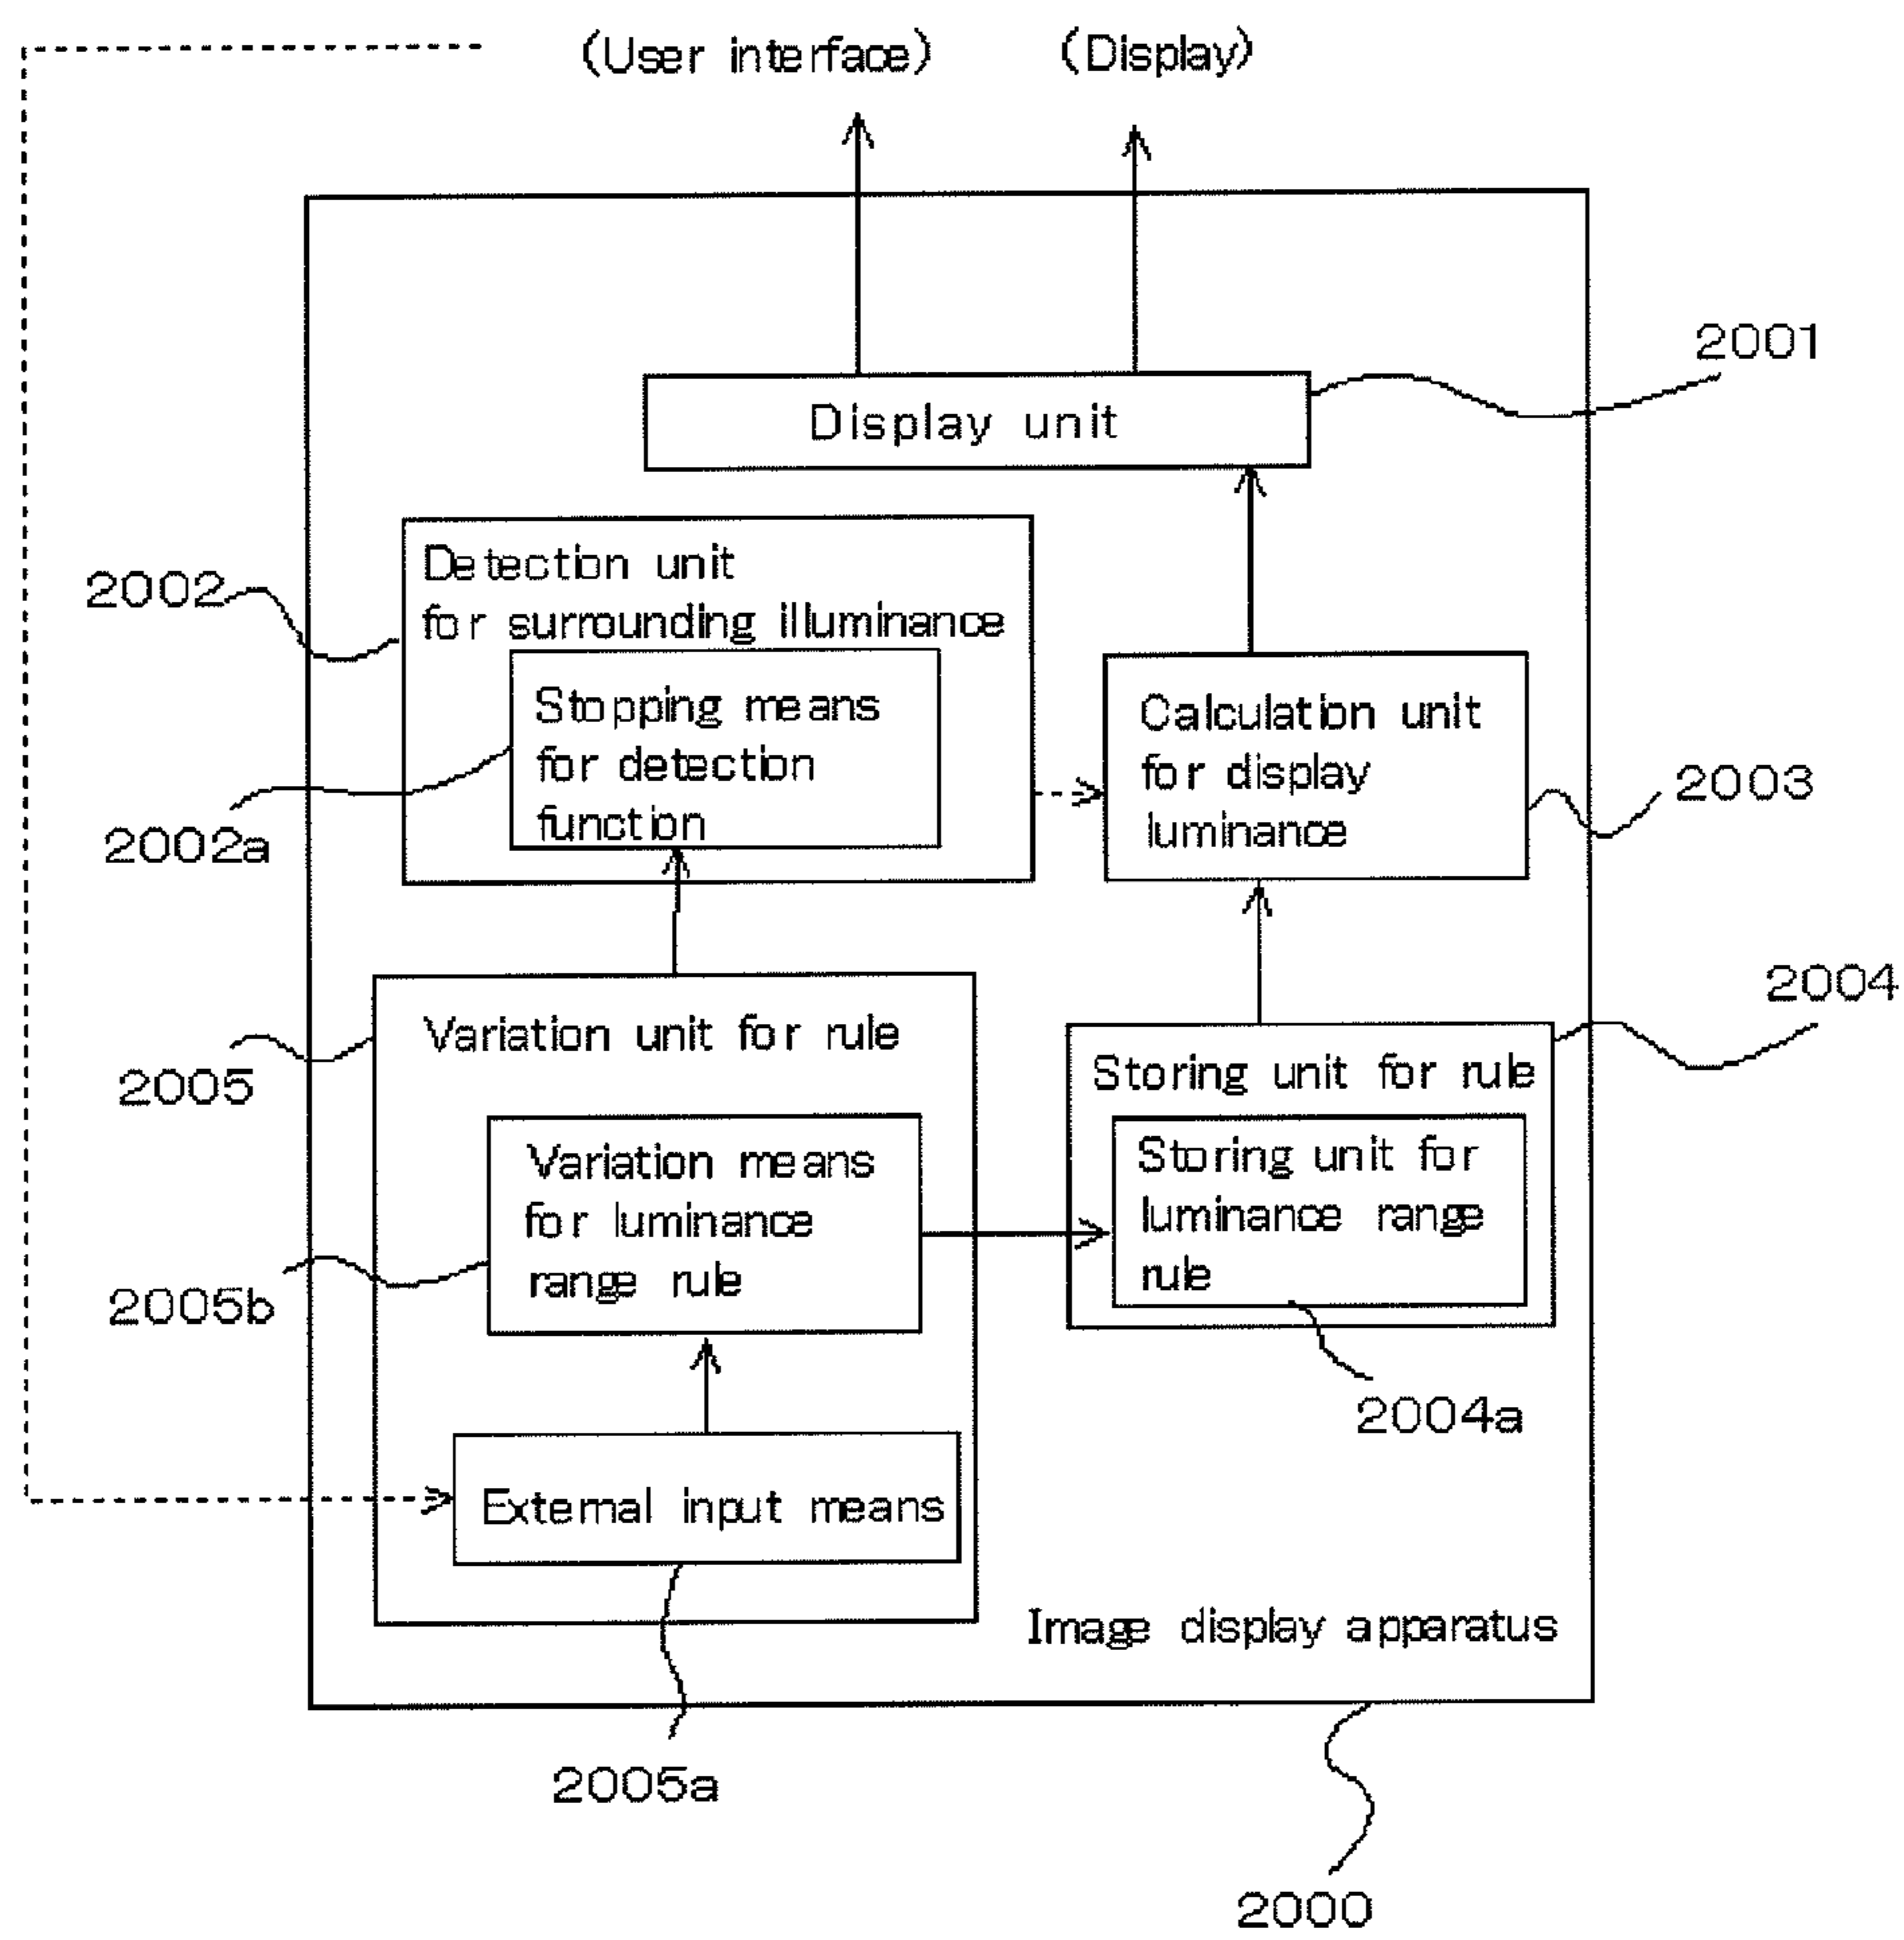 (User interface) (Display)
2001
Display unit
Detection unit
for surrounding illuminance
2002
Stopping means
for detection
function
2002a
Calculation unit
for display
luminance
2003
2004
Variation unit for rule
2005
Storing unit for rule
Variation means
for luminance
range rule
2005b
Storing unit for
luminance range
rule
2004a
External input means
2005a
Image display apparatus
2000